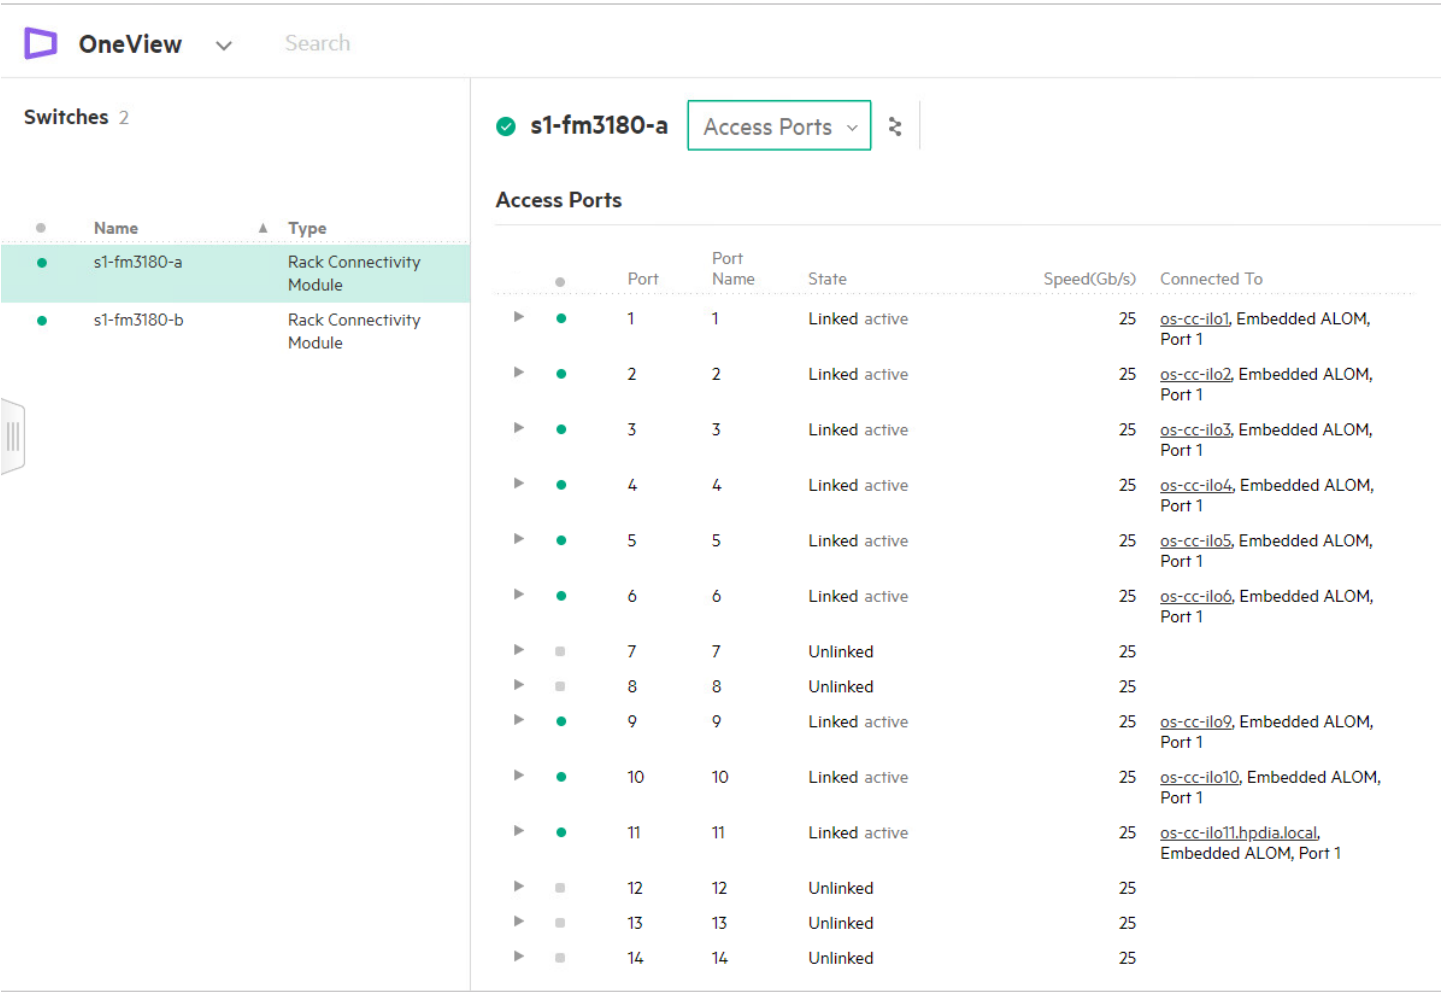 OneView
Search
Switches 2
Name Type
s1-fm3180-a Rack Connectivity
Module
s1-fm3180-b Rack Connectivity
Module
s1-fm3180-a Access Ports
Access Ports
Port
Port Name State Speed(Gb/s) Connected To
1 1 Linked active 25 os-cc-ilo1, Embedded ALOM,
Port 1
2 2 Linked active 25 os-cc-ilo2, Embedded ALOM,
Port 1
3 3 Linked active 25 os-cc-ilo3, Embedded ALOM,
Port 1
4 4 Linked active 25 os-cc-ilo4, Embedded ALOM,
Port 1
5 5 Linked active 25 os-cc-ilo5, Embedded ALOM,
Port 1
6 6 Linked active 25 os-cc-ilo6, Embedded ALOM,
Port 1
7 7 Unlinked 25
8 8 Unlinked 25
9 9 Linked active 25 os-cc-ilo9, Embedded ALOM,
Port 1
10 10 Linked active 25 os-cc-ilo10, Embedded ALOM,
Port 1
11 11 Linked active 25 os-cc-ilo11.hpdia.local,
Embedded ALOM, Port 1
12 12 Unlinked 25
13 13 Unlinked 25
14 14 Unlinked 25